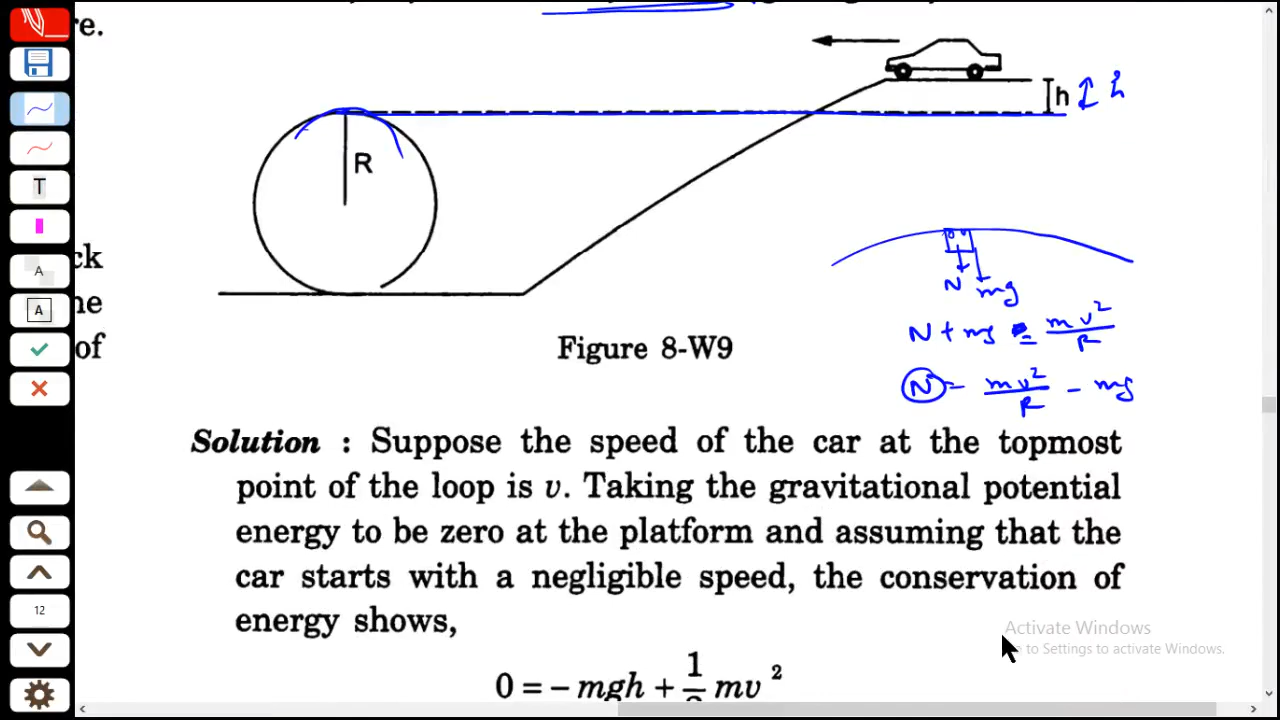 re.
h
h
R
N
mg
N + mg = mv²/R
N = mv²/R - mg
ck
ne
of
Figure 8-W9
Solution : Suppose the speed of the car at the topmost
point of the loop is v. Taking the gravitational potential
energy to be zero at the platform and assuming that the
car starts with a negligible speed, the conservation of
energy shows,
0 = – mgh + 1 mv 2
T
A
A
12
Activate Windows
to Settings to activate Windows.